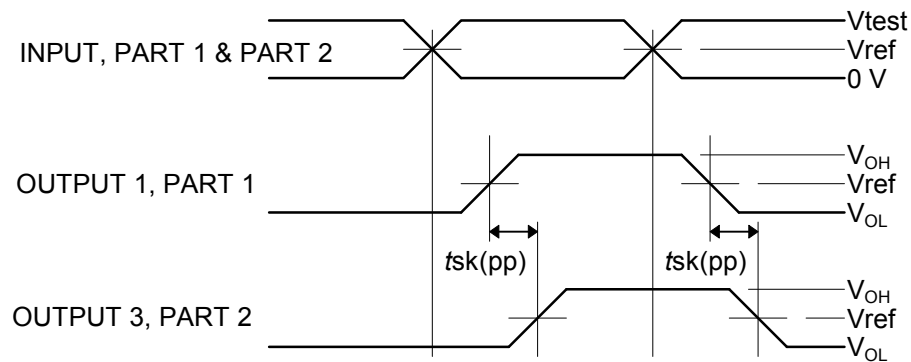 Vtest
INPUT, PART 1 & PART 2
Vref
0 V
VOH
OUTPUT 1, PART 1
Vref
VOL
tsk(pp) tsk(pp)
VOH
OUTPUT 3, PART 2
Vref
VOL